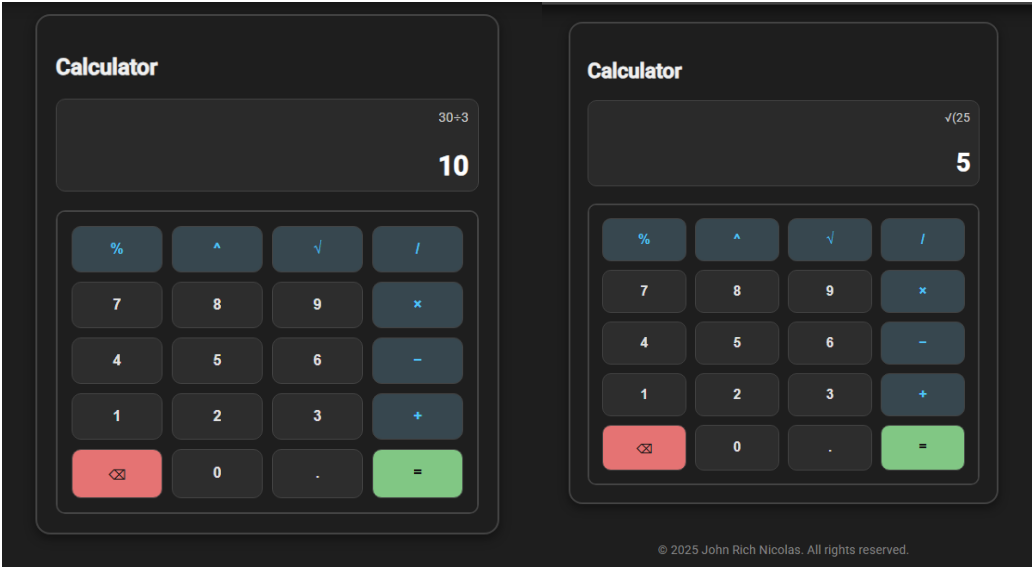 Calculator
30÷3
10
% ^ √ /
7 8 9 ×
4 5 6 −
1 2 3 +
⌫ 0 . =
Calculator
√(25
5
% ^ √ /
7 8 9 ×
4 5 6 −
1 2 3 +
⌫ 0 . =
© 2025 John Rich Nicolas. All rights reserved.